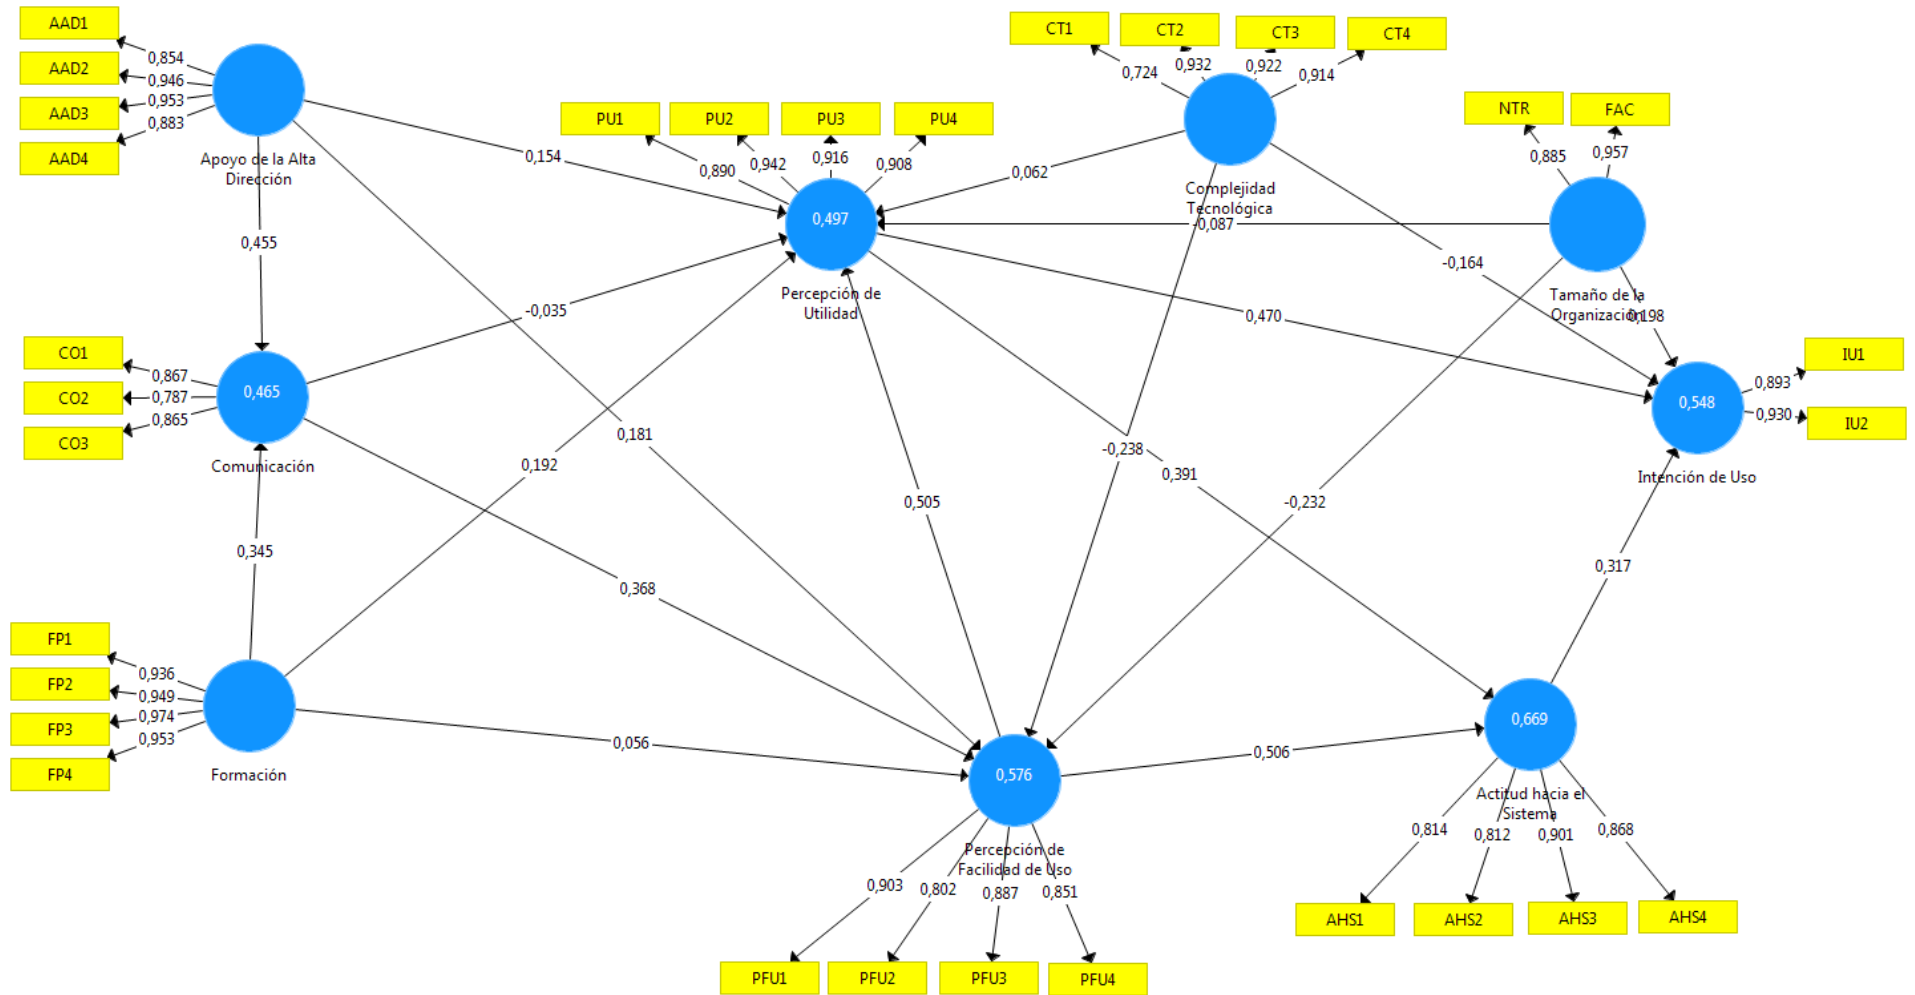 AAD1
AAD2
AAD3
AAD4
0,854
0,946
0,953
0,883
Apoyo de la Alta
Dirección
0,455
0,154
0,181
CO1
CO2
CO3
0,867
0,787
0,865
0,465
Comunicación
-0,035
0,368
0,345
FP1
FP2
FP3
FP4
0,936
0,949
0,974
0,953
Formación
0,192
0,056
PU1
PU2
PU3
PU4
0,890
0,942
0,916
0,908
0,497
Percepción de
Utilidad
0,470
0,391
0,505
CT1
CT2
CT3
CT4
0,724
0,932
0,922
0,914
Complejidad
Tecnológica
0,062
-0,164
-0,238
NTR
FAC
0,885
0,957
Tamaño de la
Organización
-0,087
0,198
-0,232
0,548
Intención de Uso
0,893
0,930
IU1
IU2
0,317
0,576
Percepción de
Facilidad de Uso
0,506
0,903
0,802
0,887
0,851
PFU1
PFU2
PFU3
PFU4
0,669
Actitud hacia el
Sistema
0,814
0,812
0,901
0,868
AHS1
AHS2
AHS3
AHS4